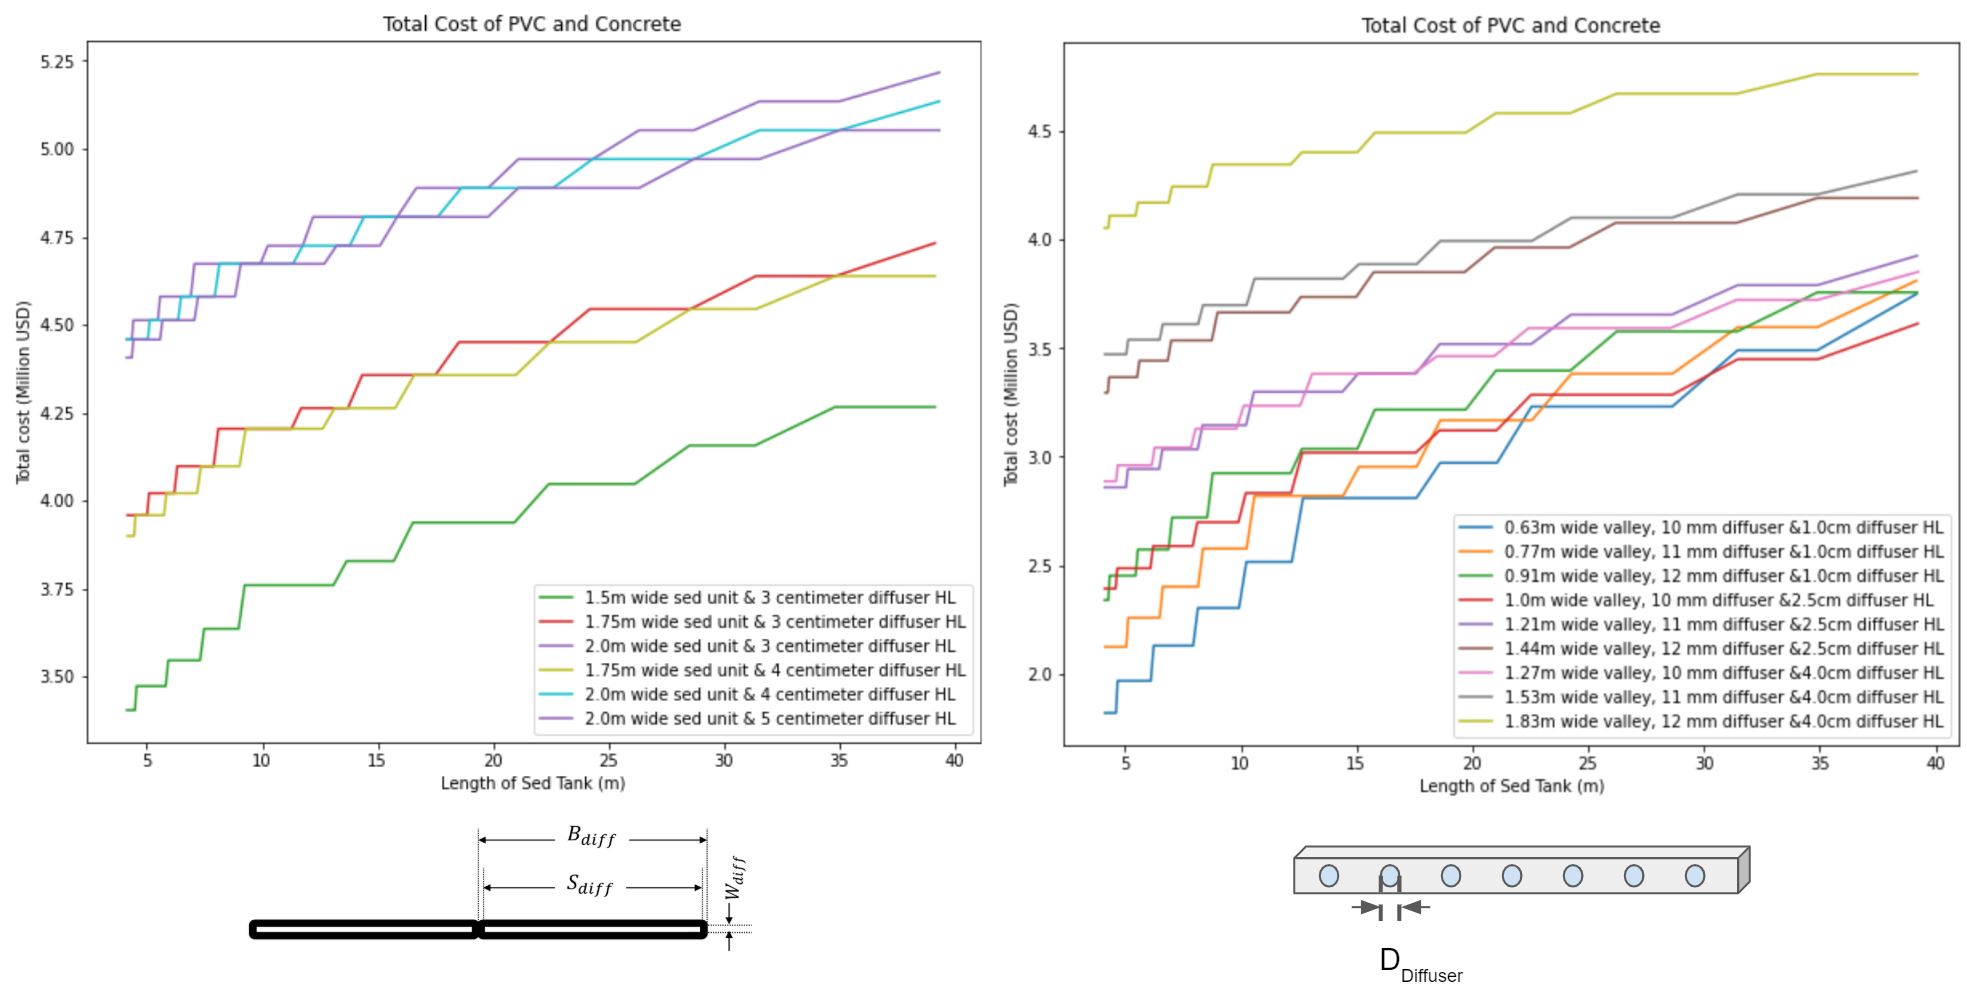 Total Cost of PVC and Concrete
Total cost (Million USD)
5.25
5.00
4.75
4.50
4.25
4.00
3.75
3.50
1.5m wide sed unit & 3 centimeter diffuser HL
1.75m wide sed unit & 3 centimeter diffuser HL
2.0m wide sed unit & 3 centimeter diffuser HL
1.75m wide sed unit & 4 centimeter diffuser HL
2.0m wide sed unit & 4 centimeter diffuser HL
2.0m wide sed unit & 5 centimeter diffuser HL
5 10 15 20 25 30 35 40
Length of Sed Tank (m)
Total Cost of PVC and Concrete
Total cost (Million USD)
4.5
4.0
3.5
3.0
2.5
2.0
0.63m wide valley, 10 mm diffuser &1.0cm diffuser HL
0.77m wide valley, 11 mm diffuser &1.0cm diffuser HL
0.91m wide valley, 12 mm diffuser &1.0cm diffuser HL
1.0m wide valley, 10 mm diffuser &2.5cm diffuser HL
1.21m wide valley, 11 mm diffuser &2.5cm diffuser HL
1.44m wide valley, 12 mm diffuser &2.5cm diffuser HL
1.27m wide valley, 10 mm diffuser &4.0cm diffuser HL
1.53m wide valley, 11 mm diffuser &4.0cm diffuser HL
1.83m wide valley, 12 mm diffuser &4.0cm diffuser HL
5 10 15 20 25 30 35 40
Length of Sed Tank (m)
B diff
S diff
W diff
D Diffuser